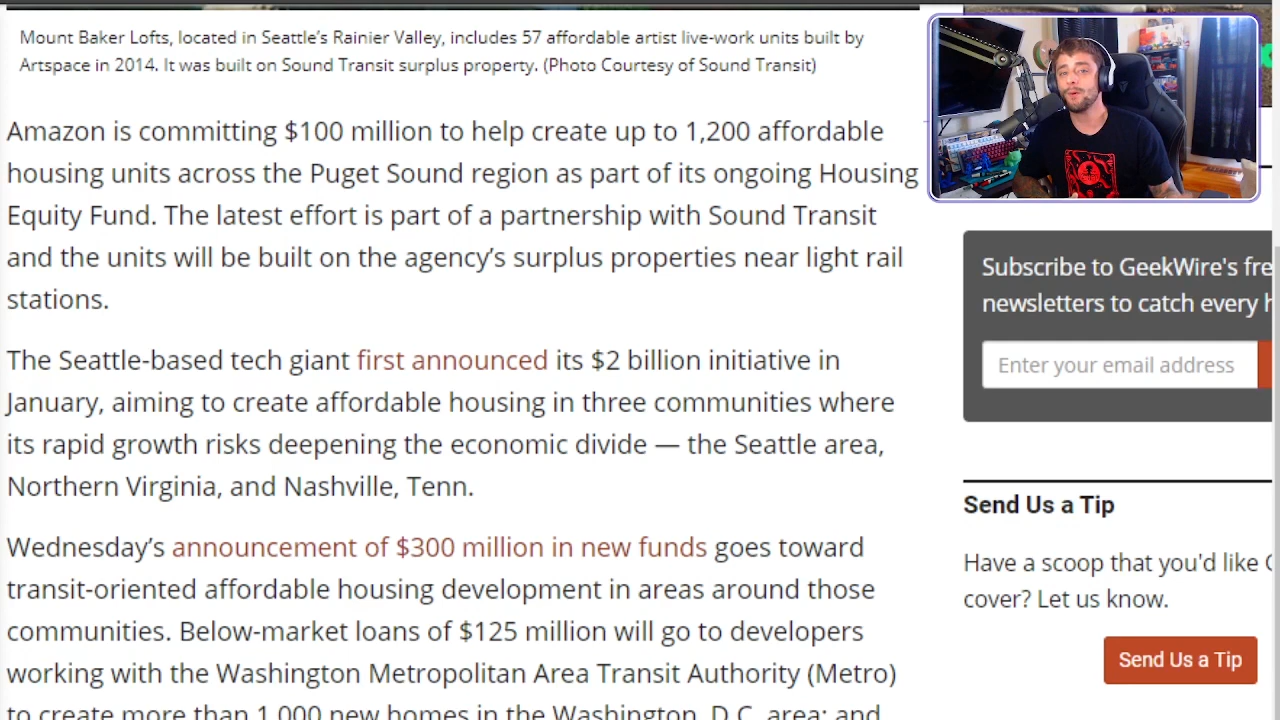 Mount Baker Lofts, located in Seattle’s Rainier Valley, includes 57 affordable artist live-work units built by
Artspace in 2014. It was built on Sound Transit surplus property. (Photo Courtesy of Sound Transit)
Amazon is committing $100 million to help create up to 1,200 affordable
housing units across the Puget Sound region as part of its ongoing Housing
Equity Fund. The latest effort is part of a partnership with Sound Transit
and the units will be built on the agency’s surplus properties near light rail
stations.
The Seattle-based tech giant first announced its $2 billion initiative in
January, aiming to create affordable housing in three communities where
its rapid growth risks deepening the economic divide — the Seattle area,
Northern Virginia, and Nashville, Tenn.
Wednesday’s announcement of $300 million in new funds goes toward
transit-oriented affordable housing development in areas around those
communities. Below-market loans of $125 million will go to developers
working with the Washington Metropolitan Area Transit Authority (Metro)
to create more than 1,000 new homes in the Washington, D.C. area; and
Subscribe to GeekWire's fre
newsletters to catch every h
Enter your email address
Send Us a Tip
Have a scoop that you'd like
cover? Let us know.
Send Us a Tip